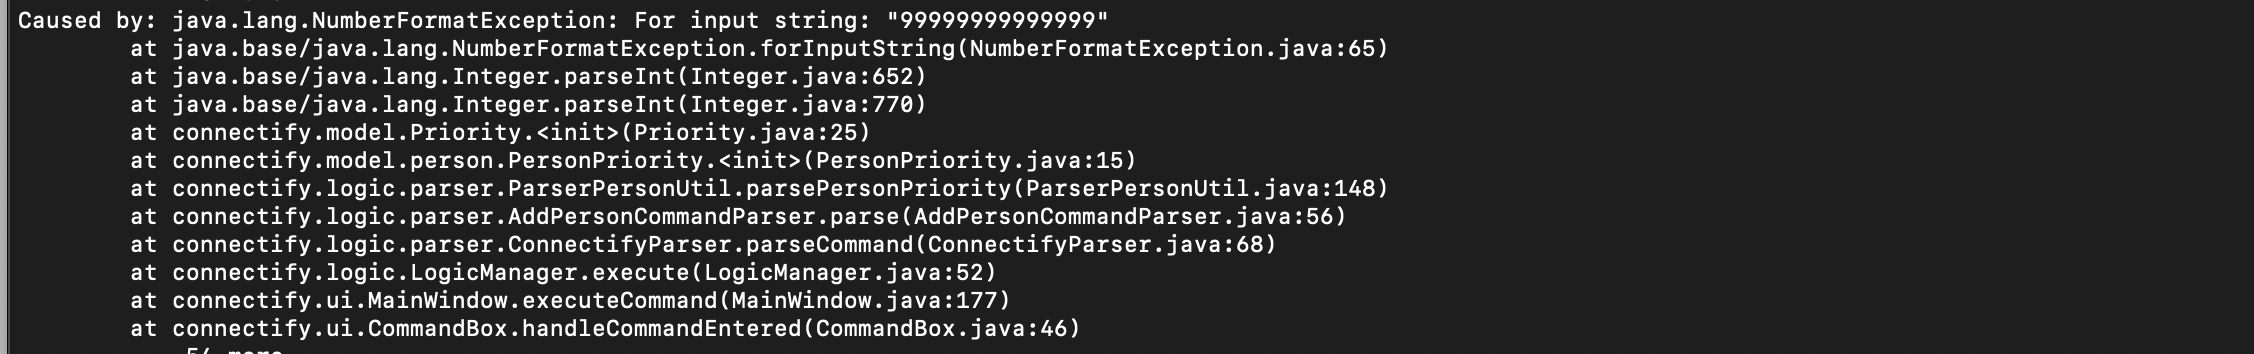 Caused by: java.lang.NumberFormatException: For input string: "99999999999999"
at java.base/java.lang.NumberFormatException.forInputString(NumberFormatException.java:65)
at java.base/java.lang.Integer.parseInt(Integer.java:652)
at java.base/java.lang.Integer.parseInt(Integer.java:770)
at connectify.model.Priority.<init>(Priority.java:25)
at connectify.model.person.PersonPriority.<init>(PersonPriority.java:15)
at connectify.logic.parser.ParserPersonUtil.parsePersonPriority(ParserPersonUtil.java:148)
at connectify.logic.parser.AddPersonCommandParser.parse(AddPersonCommandParser.java:56)
at connectify.logic.parser.ConnectifyParser.parseCommand(ConnectifyParser.java:68)
at connectify.logic.LogicManager.execute(LogicManager.java:52)
at connectify.ui.MainWindow.executeCommand(MainWindow.java:177)
at connectify.ui.CommandBox.handleCommandEntered(CommandBox.java:46)
more